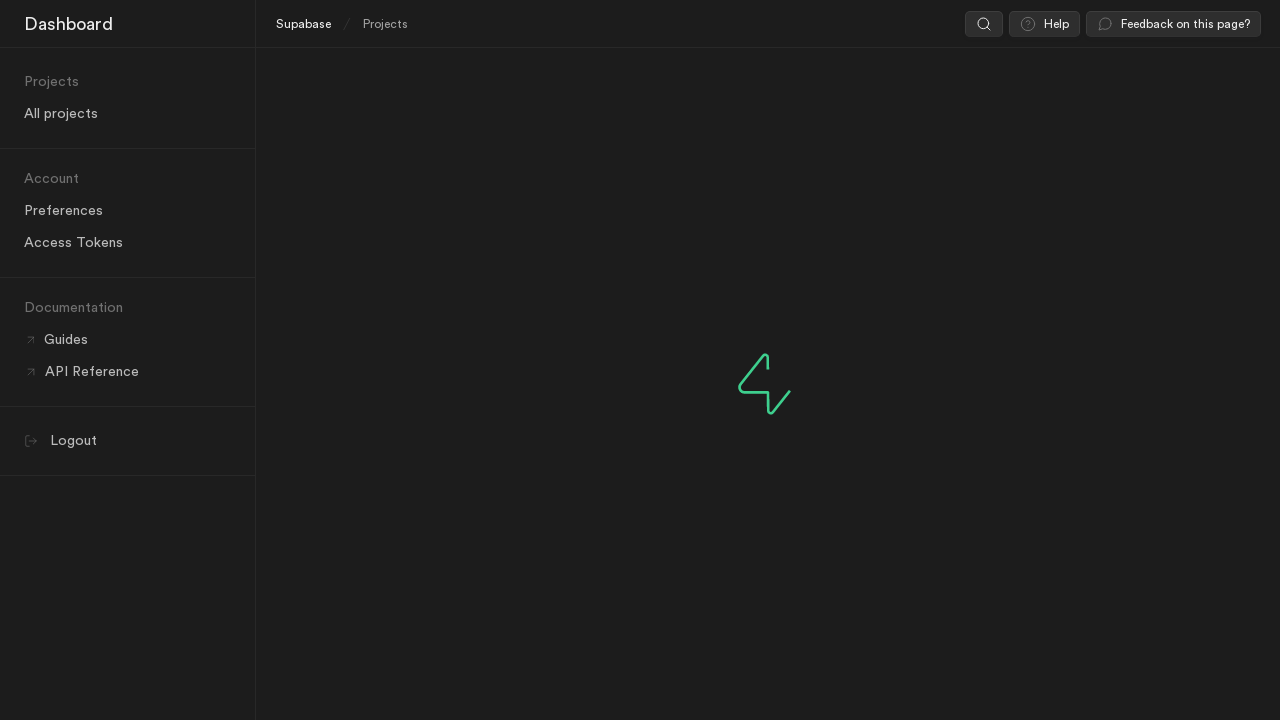 Dashboard
Supabase / Projects
Help
Feedback on this page?
Projects
All projects
Account
Preferences
Access Tokens
Documentation
Guides
API Reference
Logout